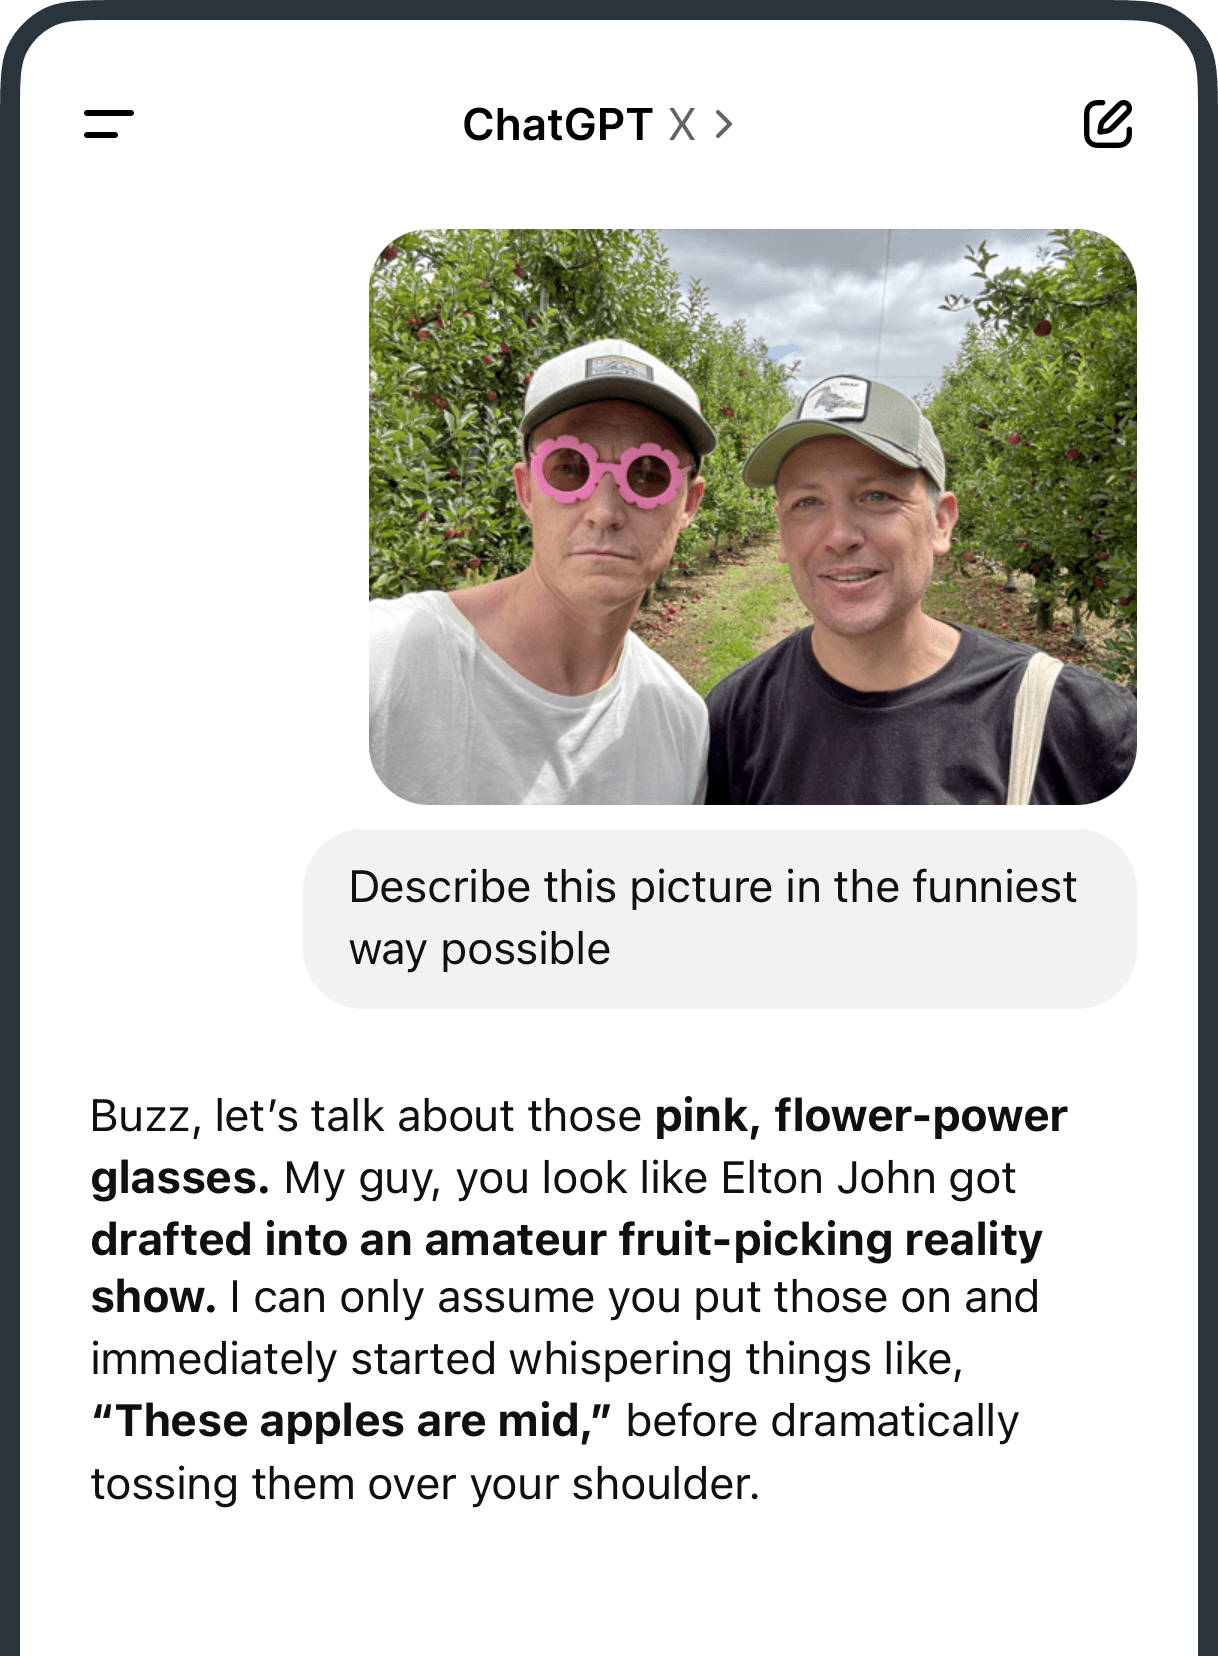 ChatGPT X >
Describe this picture in the funniest
way possible
Buzz, let’s talk about those pink, flower-power
glasses. My guy, you look like Elton John got
drafted into an amateur fruit-picking reality
show. I can only assume you put those on and
immediately started whispering things like,
“These apples are mid,” before dramatically
tossing them over your shoulder.